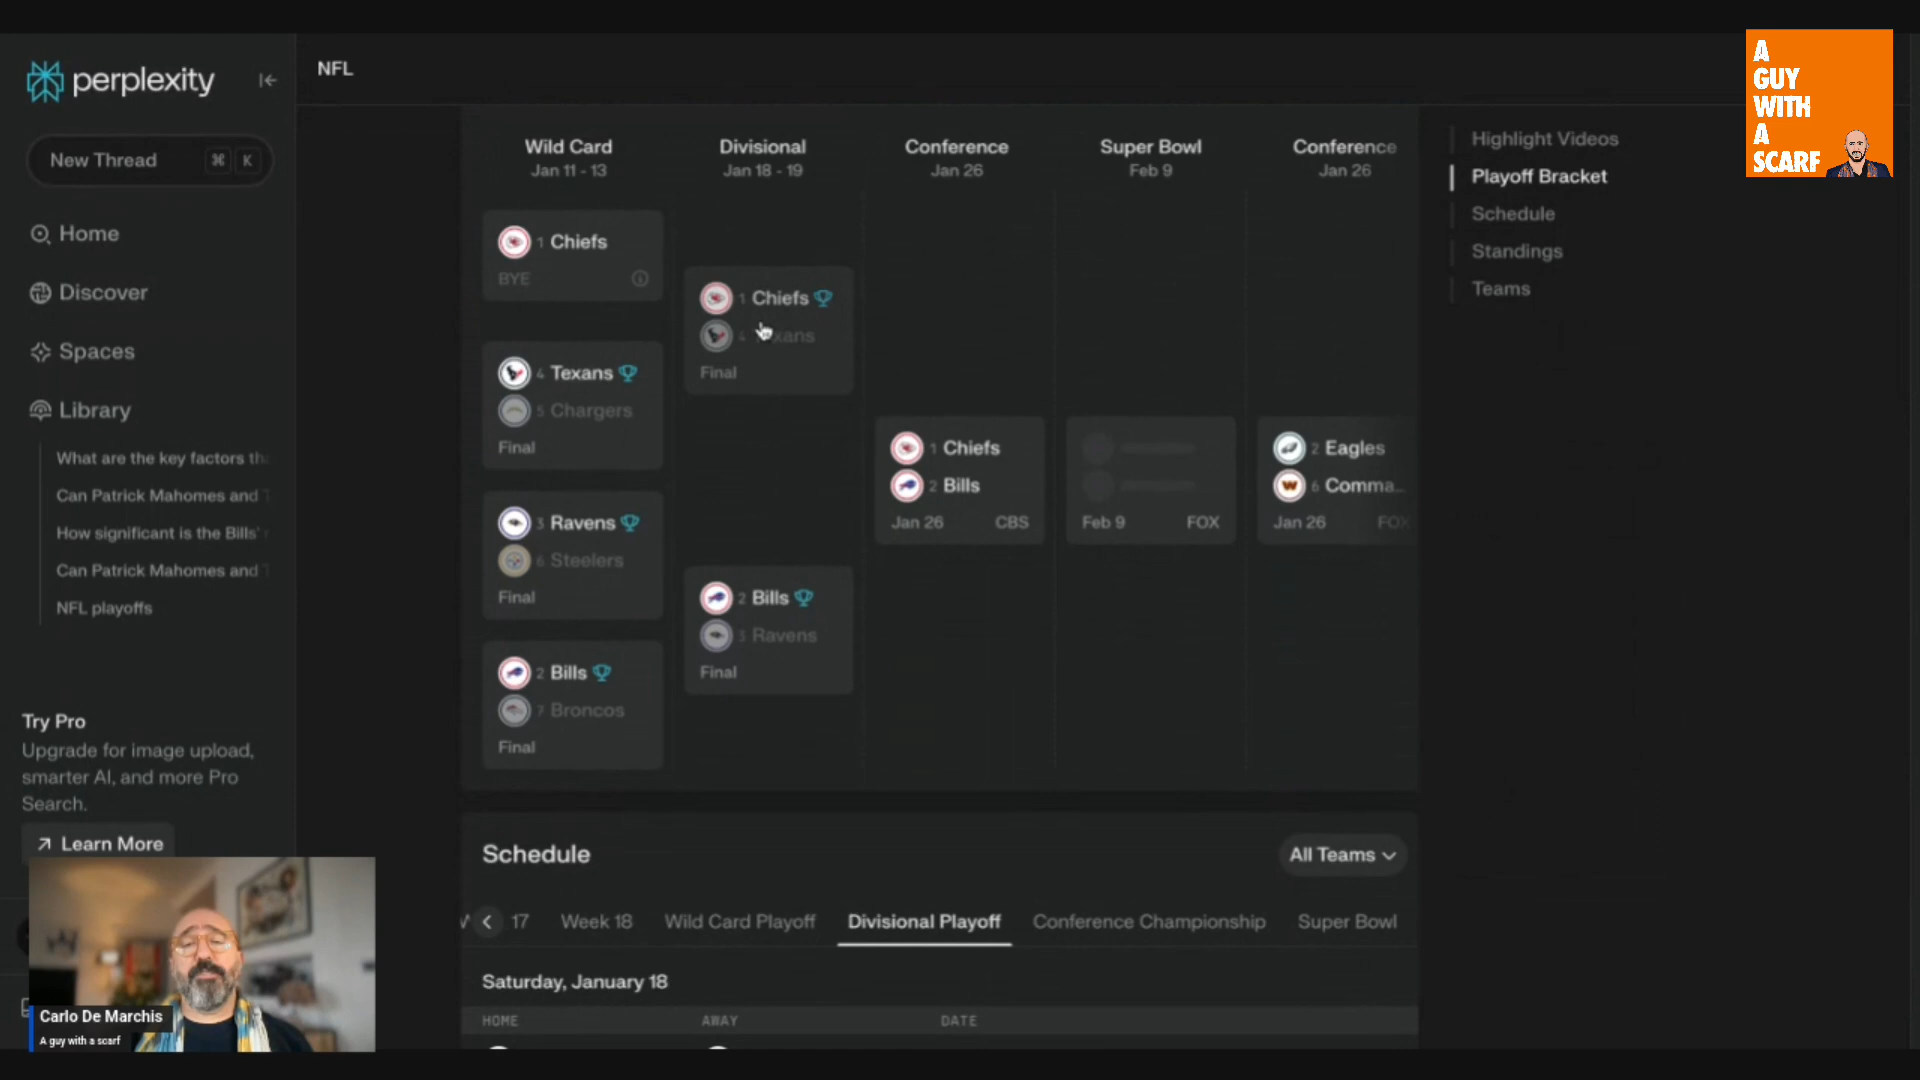 perplexity
New Thread ⌘ K
Home
Discover
Spaces
Library
What are the key factors th
Can Patrick Mahomes and
How significant is the Bills'
Can Patrick Mahomes and
NFL playoffs
Try Pro
Upgrade for image upload,
smarter AI, and more Pro
Search.
Learn More
Carlo De Marchis
A guy with a scarf
NFL
Wild Card
Jan 11 - 13
1 Chiefs
BYE
4 Texans
5 Chargers
Final
3 Ravens
6 Steelers
Final
2 Bills
7 Broncos
Final
Divisional
Jan 18 - 19
1 Chiefs
4 xans
Final
2 Bills
3 Ravens
Final
Conference
Jan 26
1 Chiefs
2 Bills
Jan 26 CBS
Super Bowl
Feb 9
Feb 9 FOX
Conference
Jan 26
2 Eagles
6 Comma...
Jan 26 FOX
Schedule
All Teams
17 Week 18 Wild Card Playoff Divisional Playoff Conference Championship Super Bowl
Saturday, January 18
HOME AWAY DATE
Highlight Videos
Playoff Bracket
Schedule
Standings
Teams
A
GUY
WITH
A
SCARF